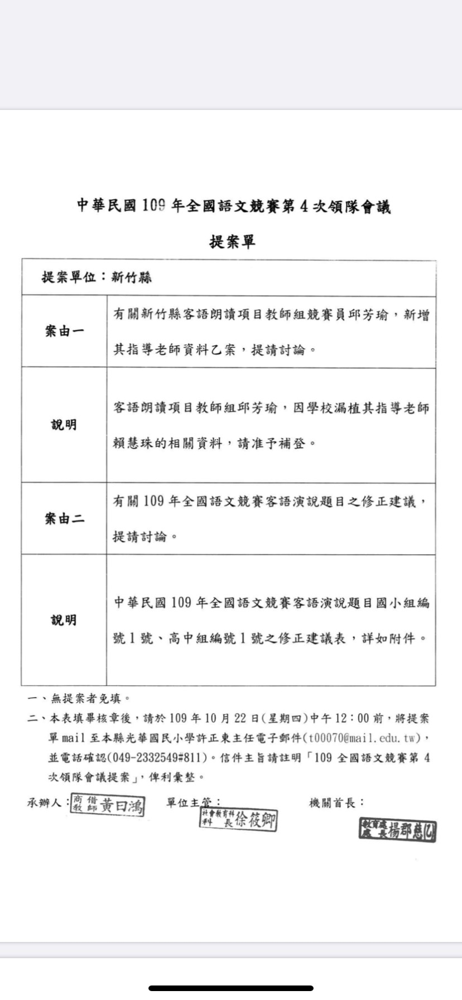 中華民國 109 年全國語文競賽第 4 次領隊會議
提案單
提案單位：新竹縣
案由一
有關新竹縣客語朗讀項目教師組競賽員邱芳瑜，新增
其指導老師資料乙案，提請討論。
說明
客語朗讀項目教師組邱芳瑜，因學校漏植其指導老師
賴慧珠的相關資料，請准予補登。
案由二
有關 109 年全國語文競賽客語演說題目之修正建議，
提請討論。
說明
中華民國 109 年全國語文競賽客語演說題目國小組編
號 1 號、高中組編號 1 號之修正建議表，詳如附件。
一、無提案者免填。
二、本表填畢核章後，請於 109 年 10 月 22 日(星期四)中午 12：00 前，將提案
單 mail 至本縣光華國民小學許正東主任電子郵件(t00070@mail.edu.tw)，
並電話確認(049-2332549#811)。信件主旨請註明「109 全國語文競賽第 4
次領隊會議提案」，俾利彙整。
承辦人： 單位主管： 機關首長：
商借教師 黃日鴻
社會教育科科長 徐筱卿
教育處處長 楊郡慈 乙